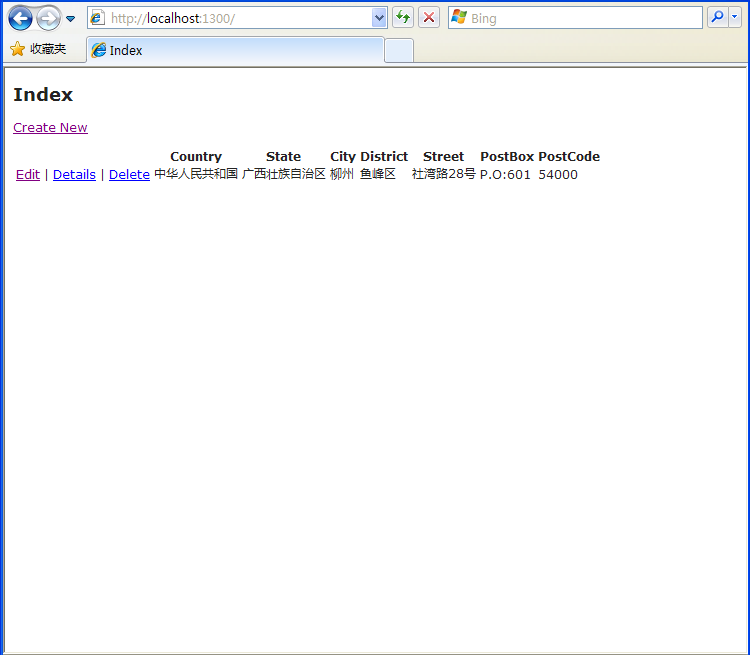 http://localhost:1300/
Bing
收藏夹
Index
Index
Create New
Country State City District Street PostBox PostCode
Edit | Details | Delete 中华人民共和国 广西壮族自治区 柳州 鱼峰区 社湾路28号 P.O:601 54000